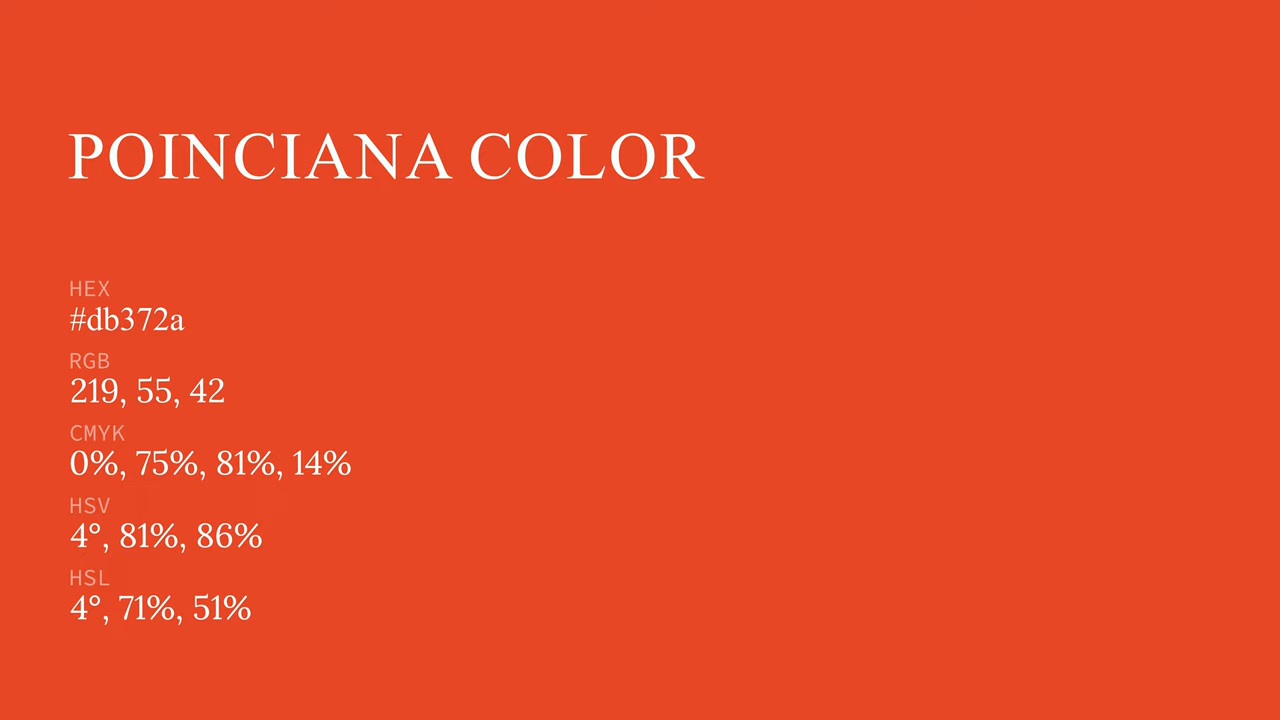 POINCIANA COLOR
HEX
#db372a
RGB
219, 55, 42
CMYK
0%, 75%, 81%, 14%
HSV
4°, 81%, 86%
HSL
4°, 71%, 51%